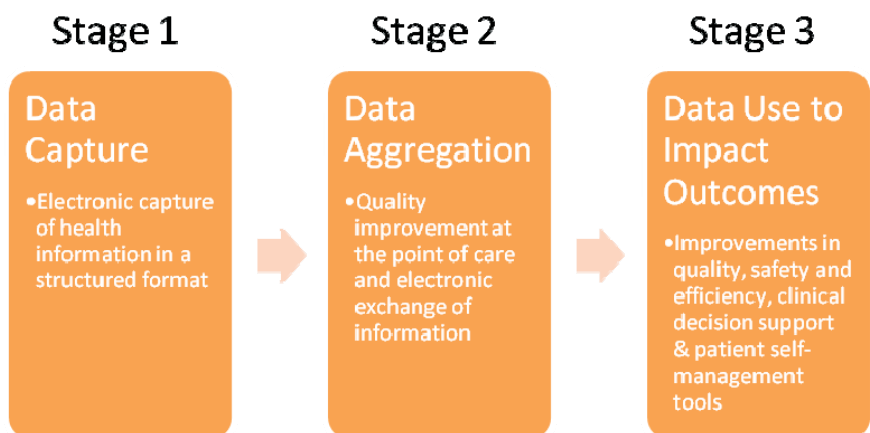 Stage 1
Stage 2
Stage 3
Data
Capture
•Electronic capture
of health
information in a
structured format
Data
Aggregation
•Quality
improvement at
the point of care
and electronic
exchange of
information
Data Use to
Impact
Outcomes
•Improvements in
quality, safety and
efficiency, clinical
decision support
& patient self-
management
tools